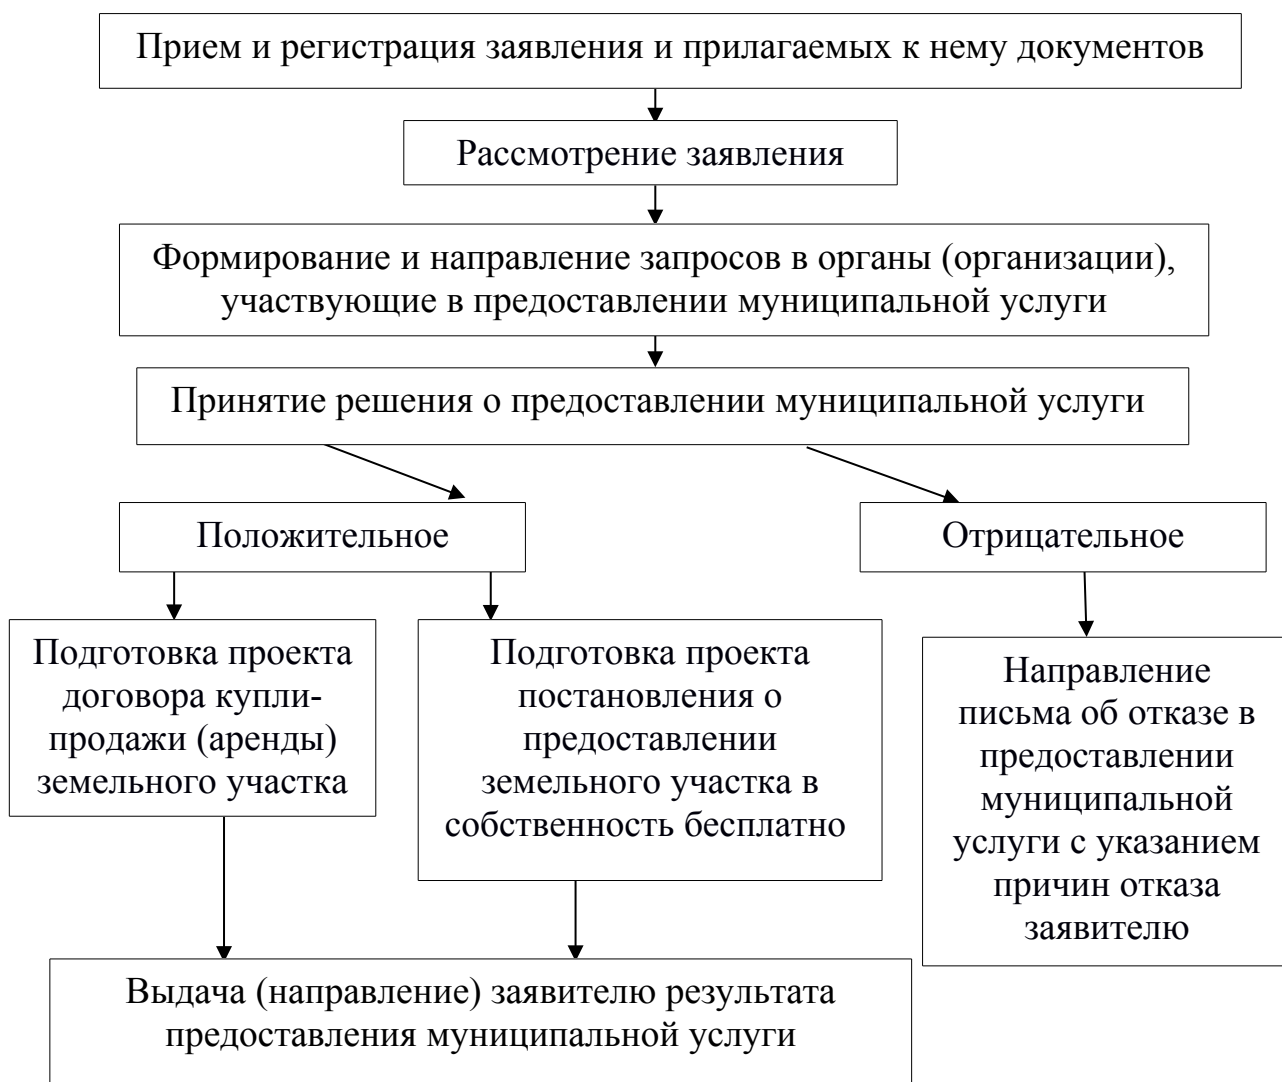 Прием и регистрация заявления и прилагаемых к нему документов
Рассмотрение заявления
Формирование и направление запросов в органы (организации),
участвующие в предоставлении муниципальной услуги
Принятие решения о предоставлении муниципальной услуги
Положительное
Отрицательное
Подготовка проекта
договора купли-
продажи (аренды)
земельного участка
Подготовка проекта
постановления о
предоставлении
земельного участка в
собственность бесплатно
Направление
письма об отказе в
предоставлении
муниципальной
услуги с указанием
причин отказа
заявителю
Выдача (направление) заявителю результата
предоставления муниципальной услуги